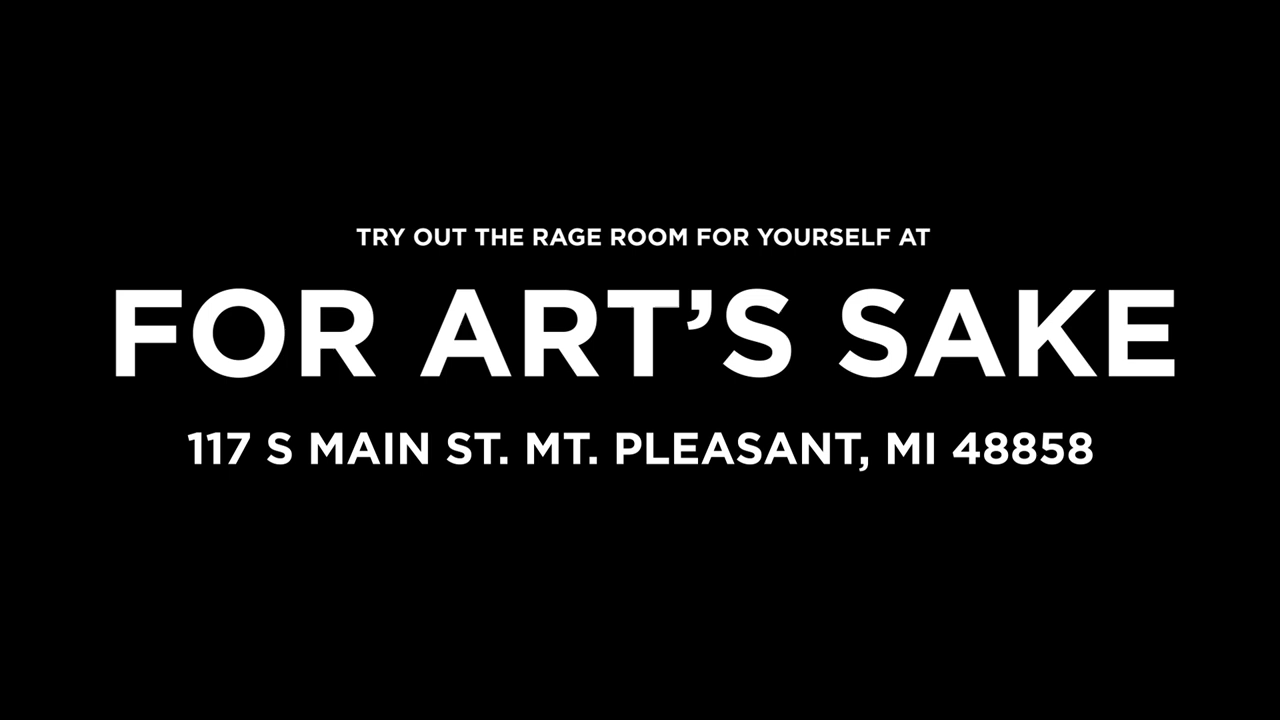 TRY OUT THE RAGE ROOM FOR YOURSELF AT
FOR ART’S SAKE
117 S MAIN ST. MT. PLEASANT, MI 48858